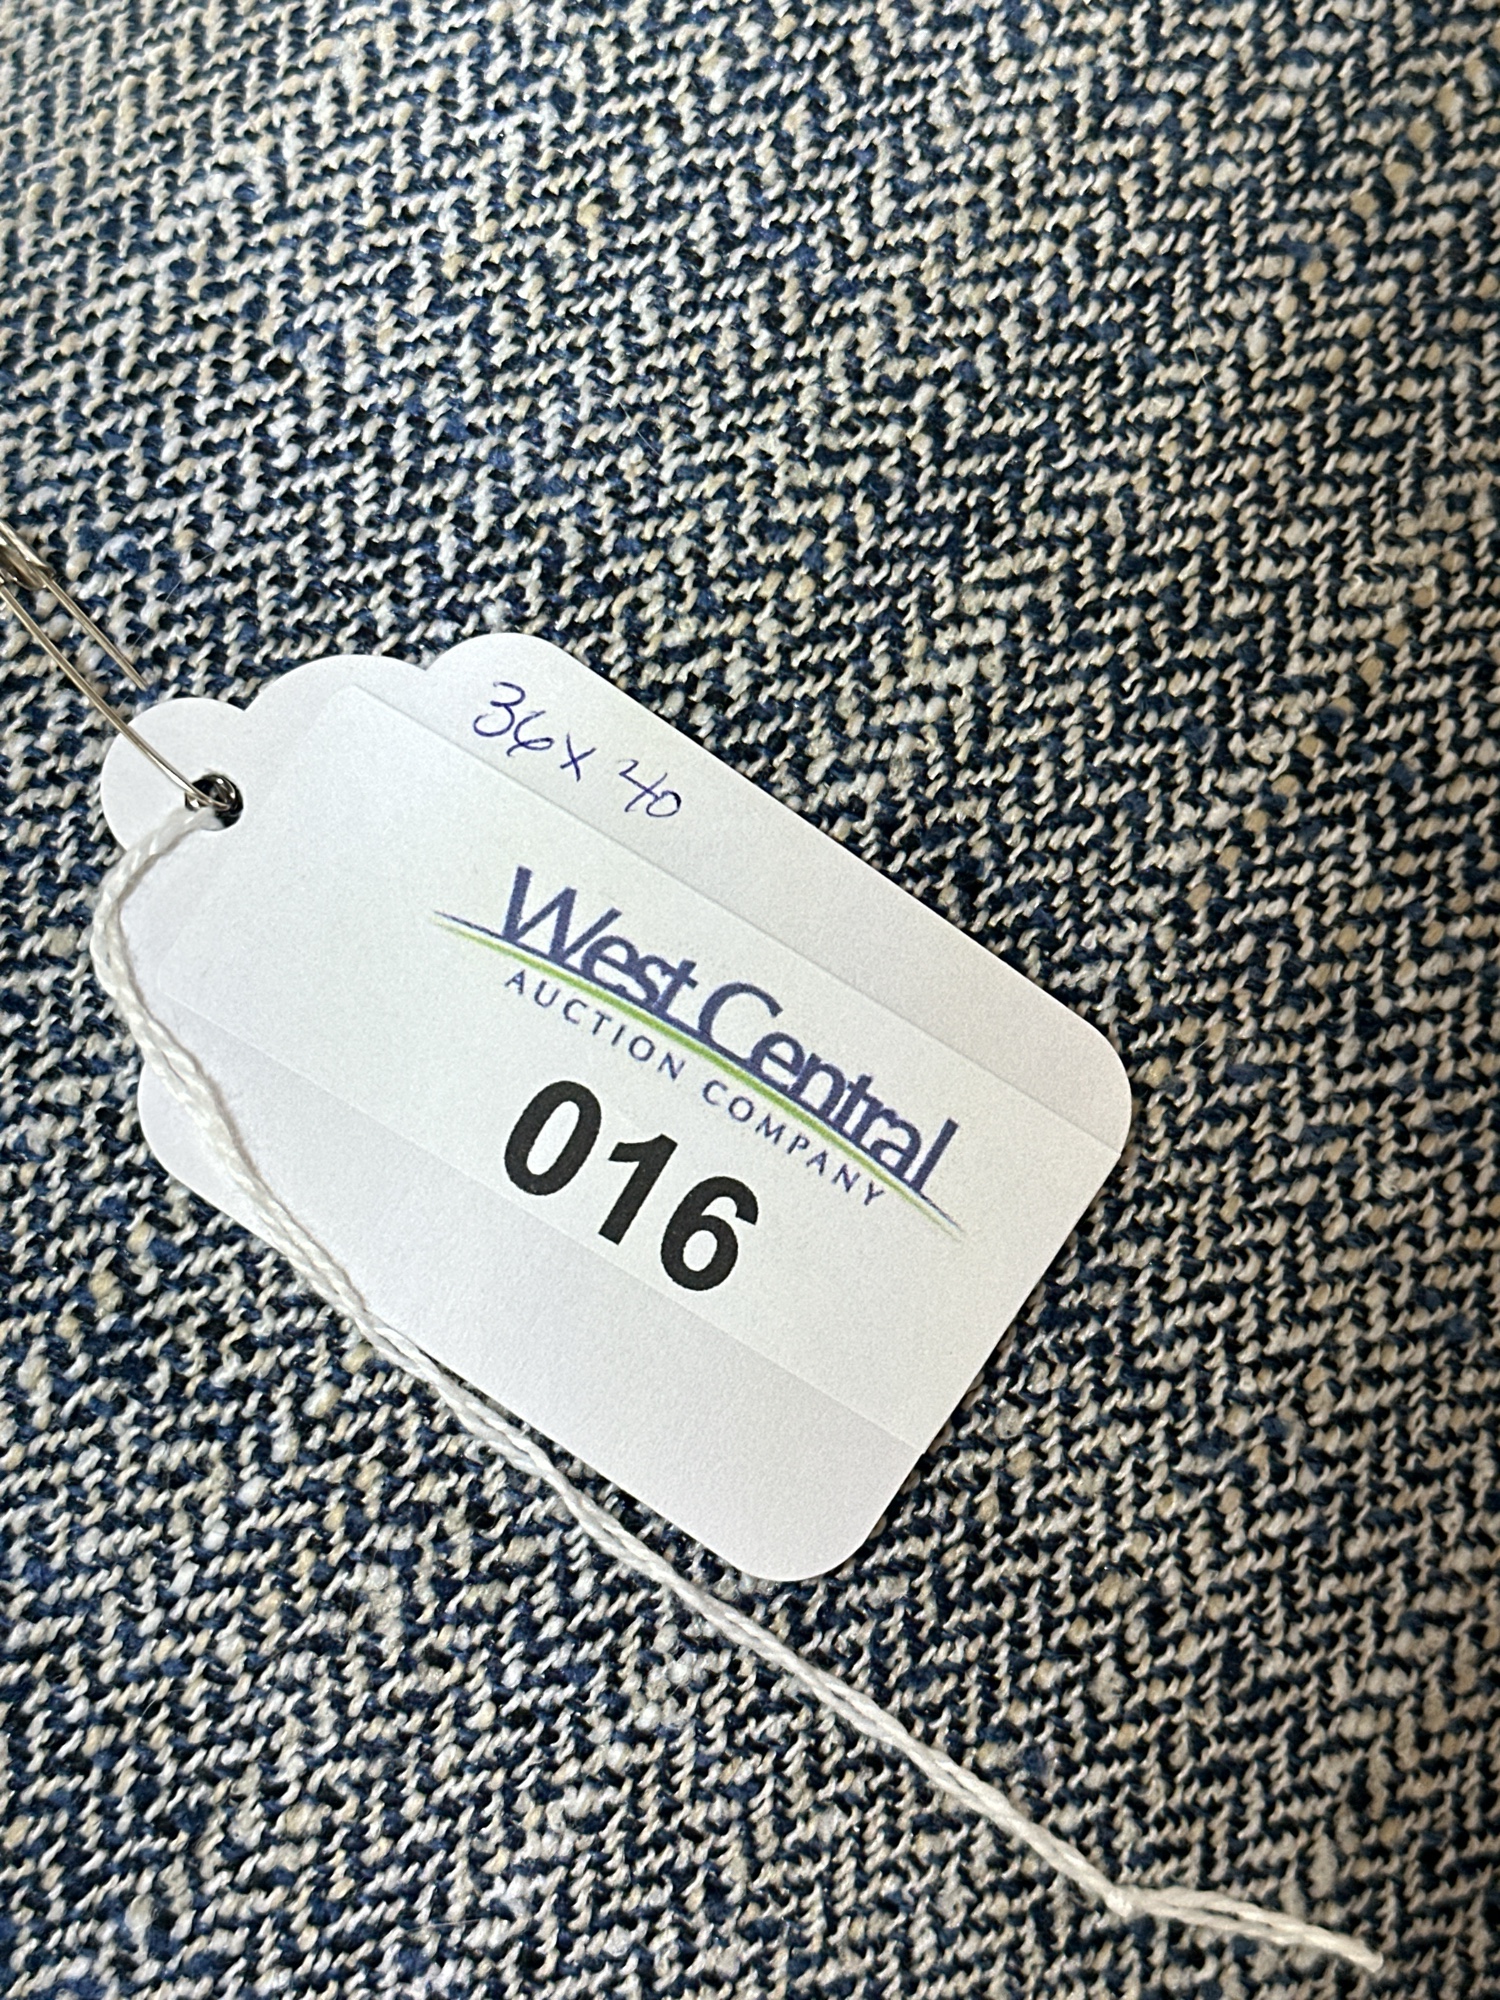 36x40
West Central
AUCTION COMPANY
016